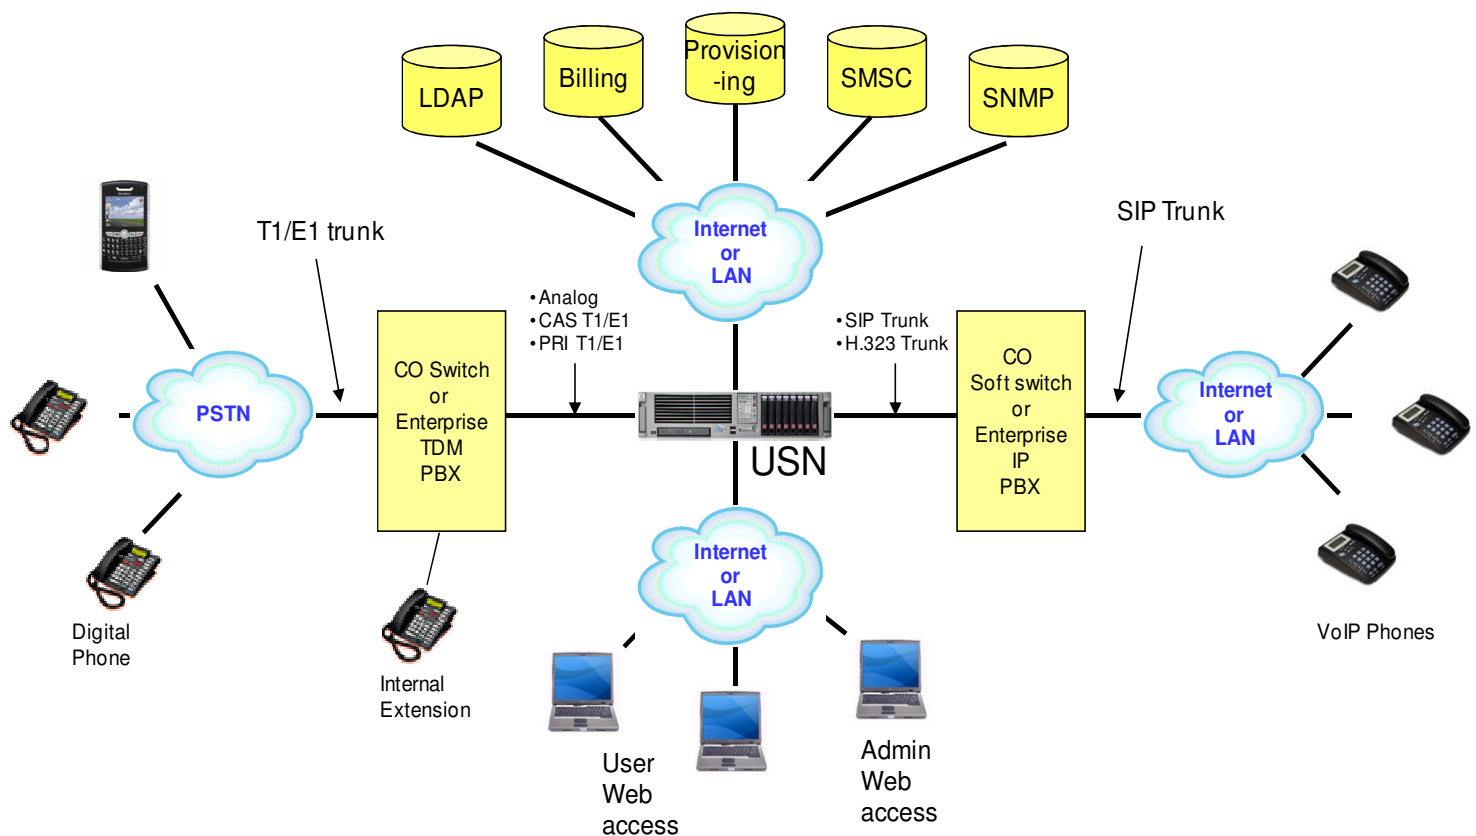 LDAP
Billing
Provision
-ing
SMSC
SNMP
Internet
or
LAN
T1/E1 trunk
SIP Trunk
•Analog
•CAS T1/E1
•PRI T1/E1
•SIP Trunk
•H.323 Trunk
PSTN
CO Switch
or
Enterprise
TDM
PBX
USN
CO
Soft switch
or
Enterprise
IP
PBX
Internet
or
LAN
Internet
or
LAN
Digital
Phone
Internal
Extension
User
Web
access
Admin
Web
access
VoIP Phones